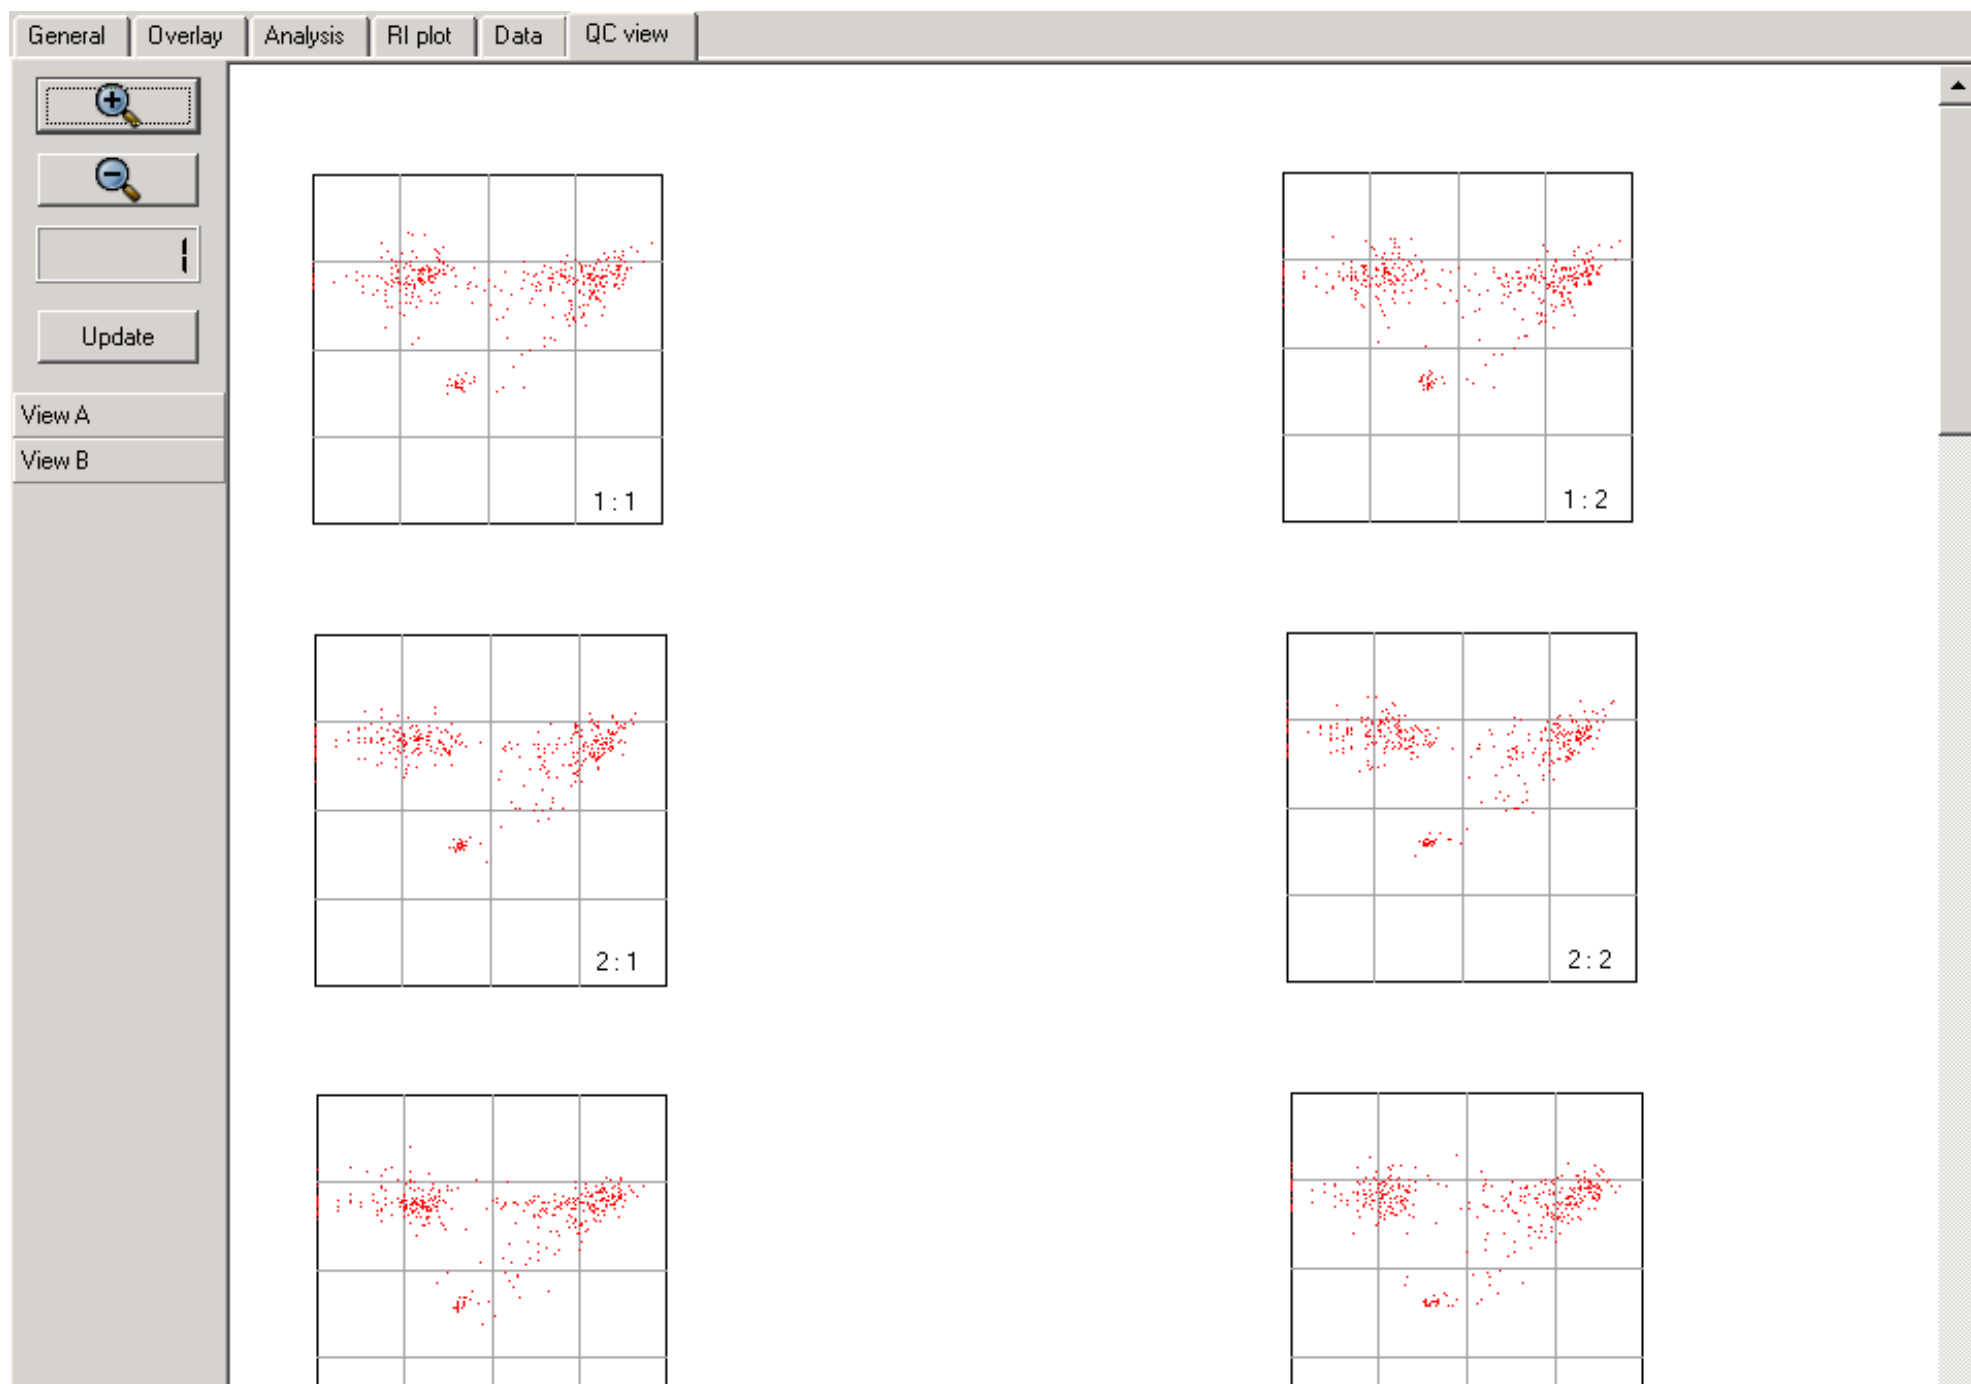 General Overlay Analysis RI plot Data QC view
1
Update
View A
View B
1 : 1
1 : 2
2 : 1
2 : 2